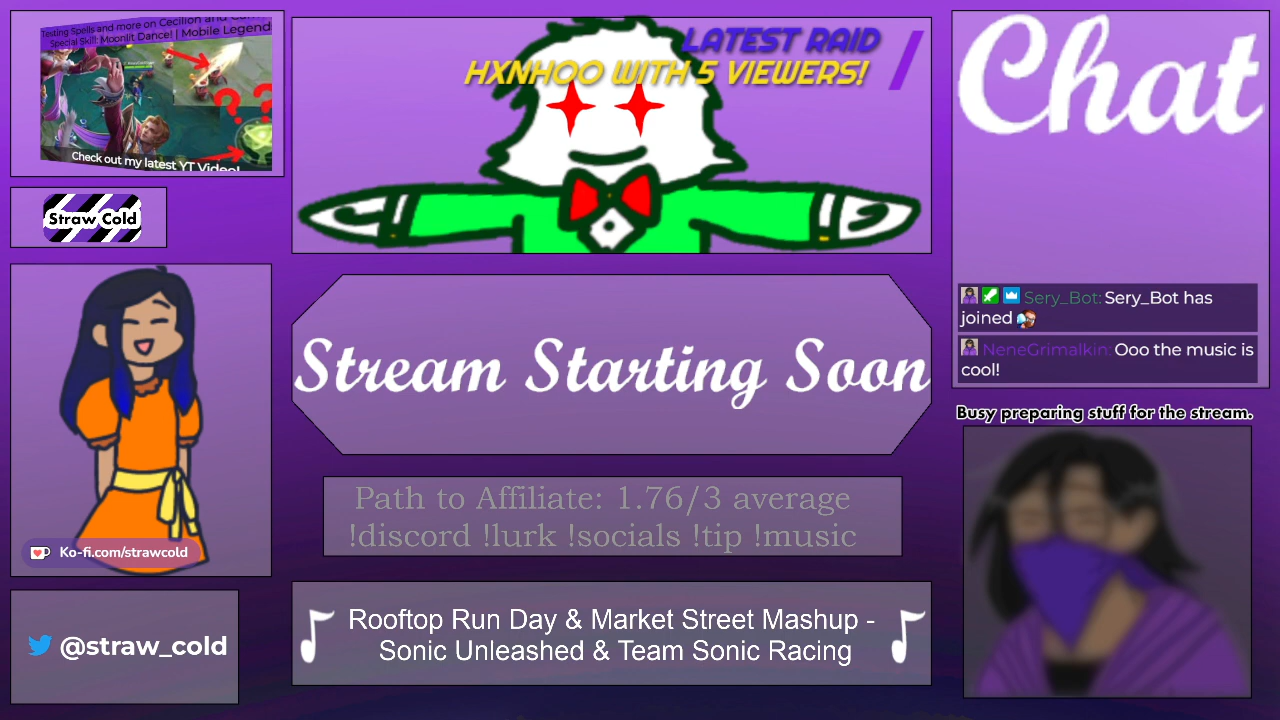 Testing Spells and more on Cecilion and
Special Skill: Moonlit Dance! | Mobile Legend
Check out my latest YT Video!
Straw Cold
LATEST RAID
HXNHOO WITH 5 VIEWERS!
Chat
Sery_Bot: Sery_Bot has
joined
NeneGrimalkin: Ooo the music is
cool!
Stream Starting Soon
Busy preparing stuff for the stream.
Path to Affiliate: 1.76/3 average
!discord !lurk !socials !tip !music
Ko-fi.com/strawcold
@straw_cold
Rooftop Run Day & Market Street Mashup -
Sonic Unleashed & Team Sonic Racing